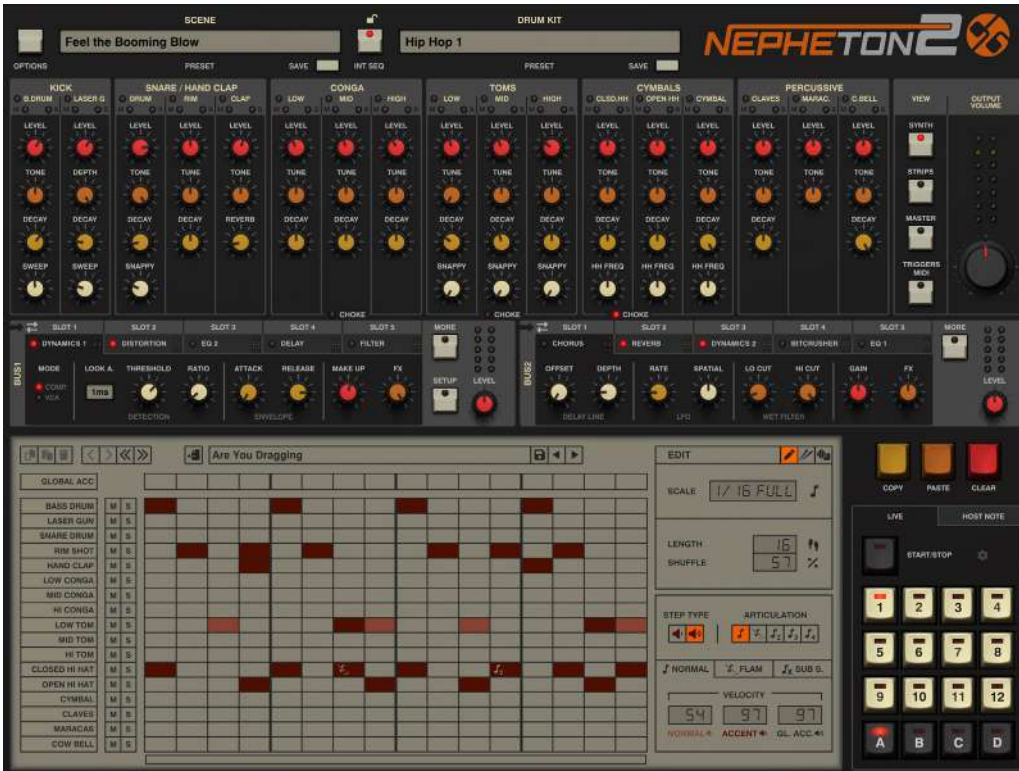 SCENE
DRUM KIT
Feel the Booming Blow
Hip Hop 1
NEPHETON2
OPTIONS
PRESET
SAVE
INT SEQ
PRESET
SAVE
KICK
SNARE / HAND CLAP
CONGA
TOMS
CYMBALS
PERCUSSIVE
B.DRUM LASER G DRUM RIM CLAP LOW MID HIGH LOW MID HIGH CLSD.HH OPEN HH CYMBAL CLAVES MARAC. C.BELL
VIEW
OUTPUT
VOLUME
LEVEL LEVEL LEVEL LEVEL LEVEL LEVEL LEVEL LEVEL LEVEL LEVEL LEVEL LEVEL LEVEL LEVEL LEVEL LEVEL LEVEL SYNTH
TONE DEPTH TONE TUNE TONE TUNE TUNE TUNE TUNE TUNE TUNE TONE TONE TONE TUNE TONE TONE STRIPS
DECAY DECAY DECAY DECAY REVERB DECAY DECAY DECAY DECAY DECAY DECAY DECAY DECAY DECAY DECAY DECAY MASTER
SWEEP SWEEP SNAPPY SNAPPY SNAPPY SNAPPY HH FREQ HH FREQ HH FREQ TRIGGERS
MIDI
CHOKE CHOKE CHOKE
SLOT 1 SLOT 2 SLOT 3 SLOT 4 SLOT 5 MORE
DYNAMICS 1 DISTORTION EQ 2 DELAY FILTER
BUS1
MODE LOOK A. THRESHOLD RATIO ATTACK RELEASE MAKE UP FX SETUP LEVEL
COMP
VCA
1ms
DETECTION ENVELOPE
SLOT 1 SLOT 2 SLOT 3 SLOT 4 SLOT 5 MORE
CHORUS REVERB DYNAMICS 2 BITCRUSHER EQ 1
BUS2
OFFSET DEPTH RATE SPATIAL LO CUT HI CUT GAIN FX LEVEL
DELAY LINE LFO WET FILTER
Are You Dragging
GLOBAL ACC
BASS DRUM M S
LASER GUN M S
SNARE DRUM M S
RIM SHOT M S
HAND CLAP M S
LOW CONGA M S
MID CONGA M S
HI CONGA M S
LOW TOM M S
MID TOM M S
HI TOM M S
CLOSED HI HAT M S
OPEN HI HAT M S
CYMBAL M S
CLAVES M S
MARACAS M S
COW BELL M S
EDIT
SCALE 1/16 FULL
LENGTH 16
SHUFFLE 57 %
STEP TYPE ARTICULATION
NORMAL FLAM SUB S.
VELOCITY
54 97 97
NORMAL ACCENT GL. ACC.
COPY PASTE CLEAR
LIVE HOST NOTE
START/STOP
1 2 3 4
5 6 7 8
9 10 11 12
A B C D